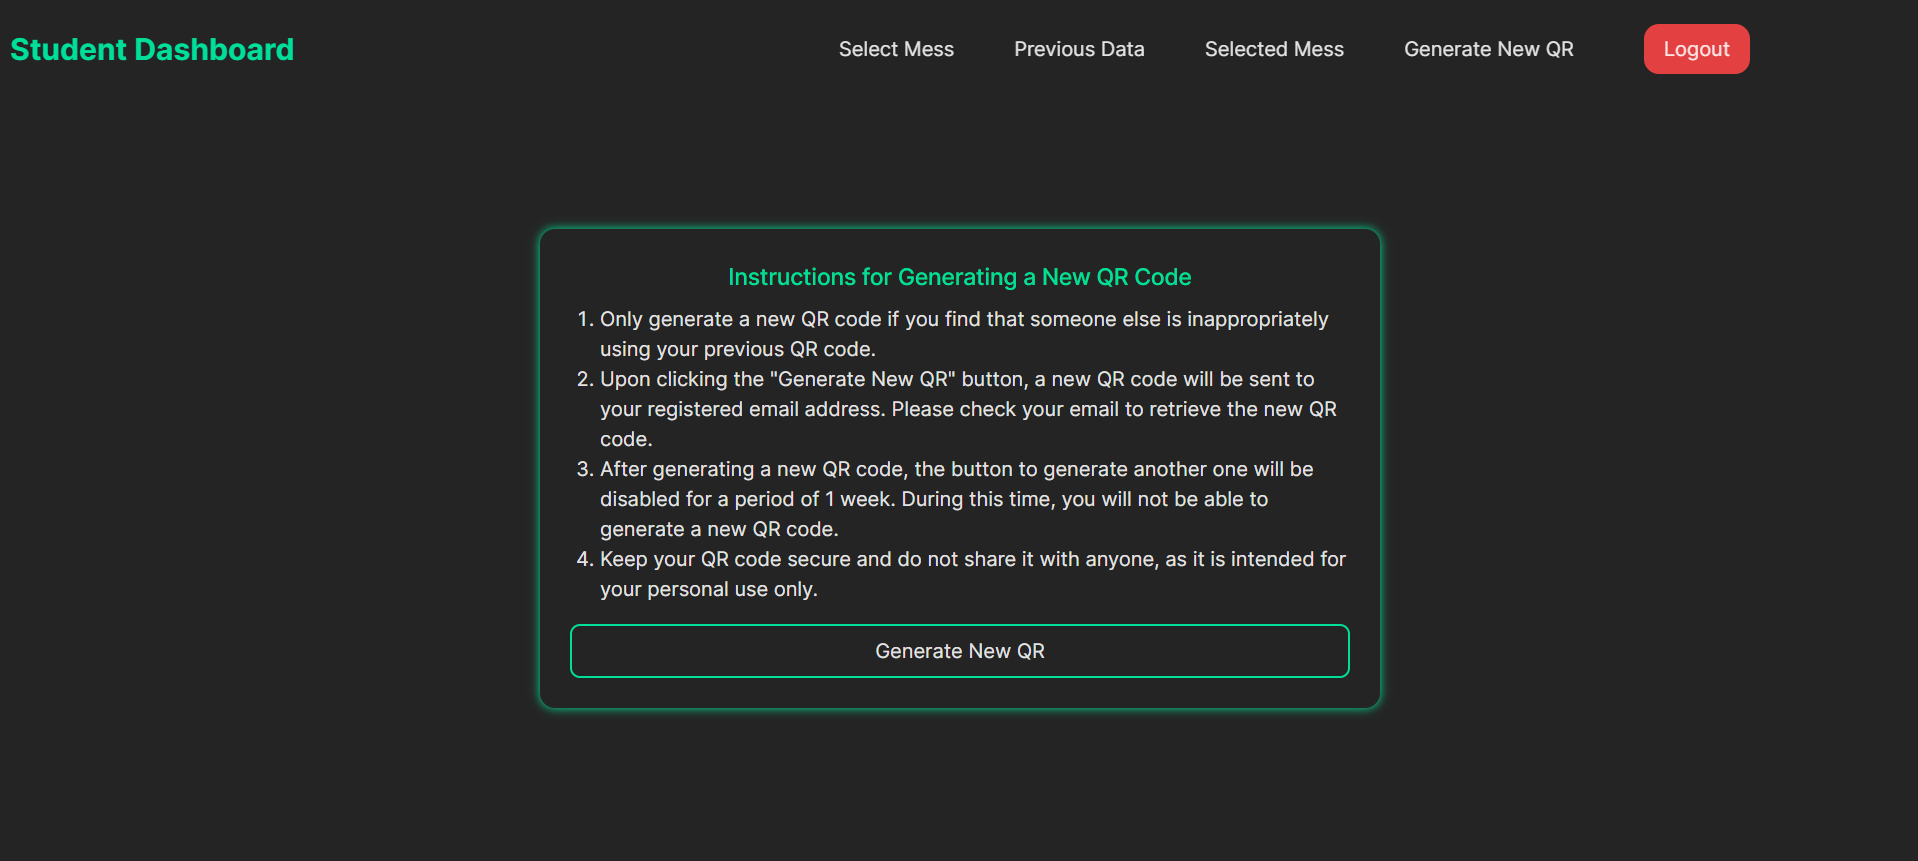 Student Dashboard
Select Mess
Previous Data
Selected Mess
Generate New QR
Logout
Instructions for Generating a New QR Code
1. Only generate a new QR code if you find that someone else is inappropriately
using your previous QR code.
2. Upon clicking the "Generate New QR" button, a new QR code will be sent to
your registered email address. Please check your email to retrieve the new QR
code.
3. After generating a new QR code, the button to generate another one will be
disabled for a period of 1 week. During this time, you will not be able to
generate a new QR code.
4. Keep your QR code secure and do not share it with anyone, as it is intended for
your personal use only.
Generate New QR